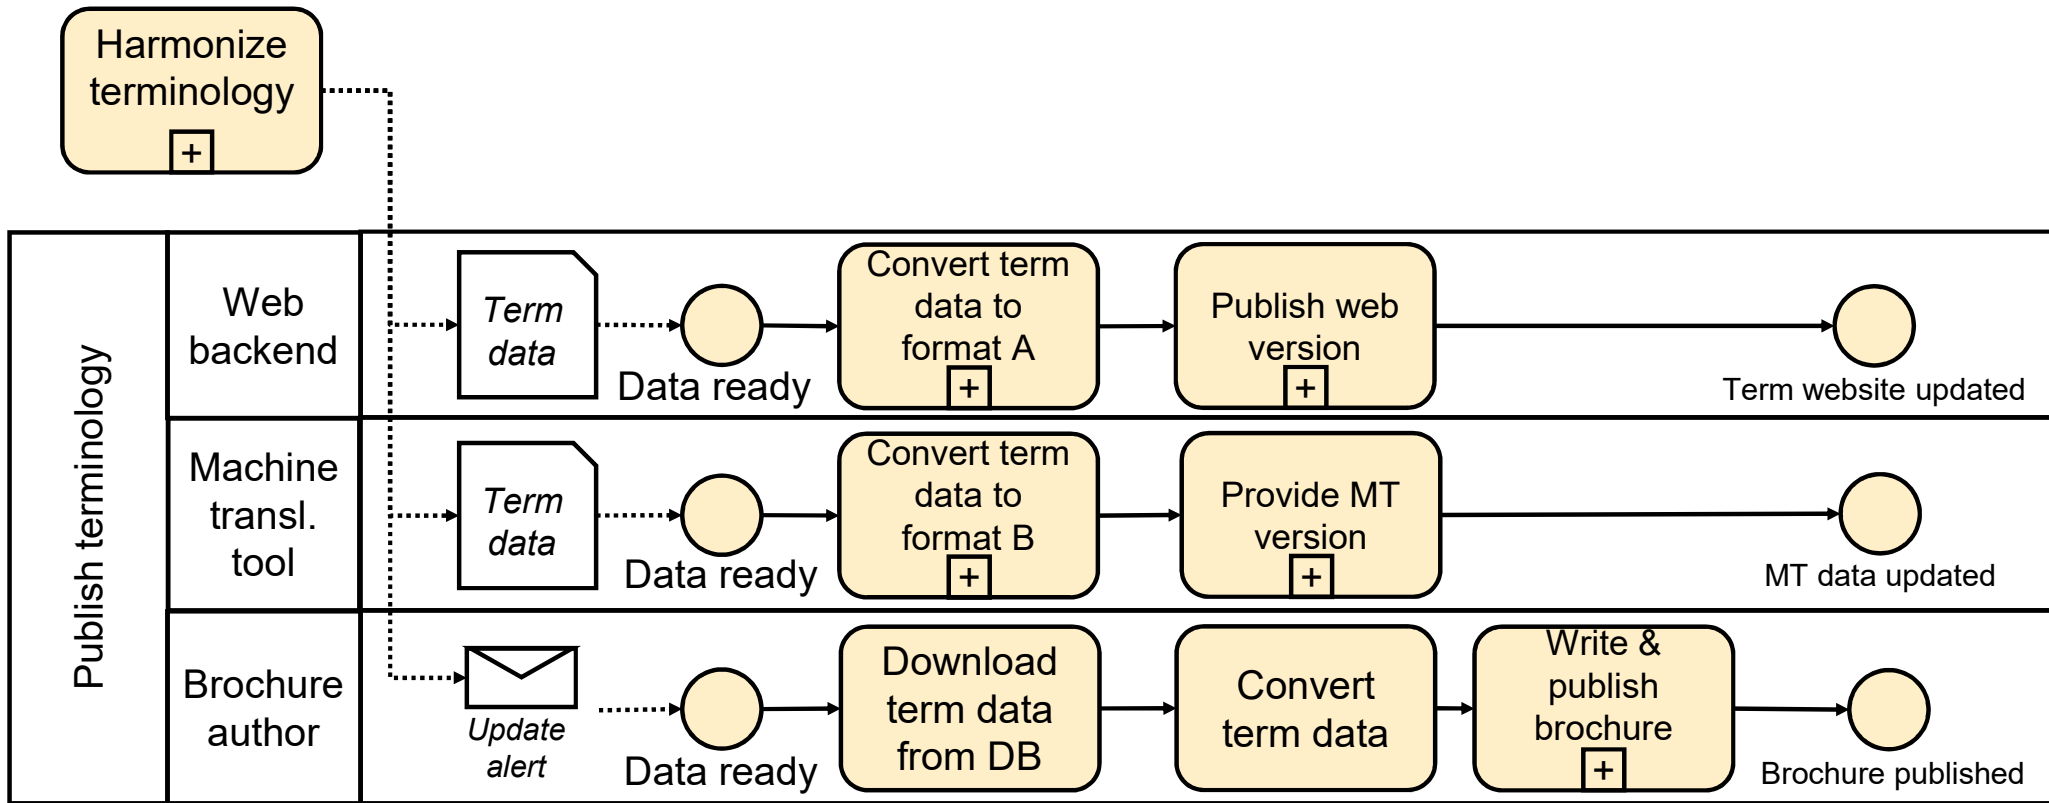 Harmonize
terminology
+
Publish terminology
Web
backend
Term
data
Data ready
Convert term
data to
format A
+
Publish web
version
+
Term website updated
Machine
transl.
tool
Term
data
Data ready
Convert term
data to
format B
+
Provide MT
version
+
MT data updated
Brochure
author
Update
alert
Data ready
Download
term data
from DB
Convert
term data
Write &
publish
brochure
+
Brochure published